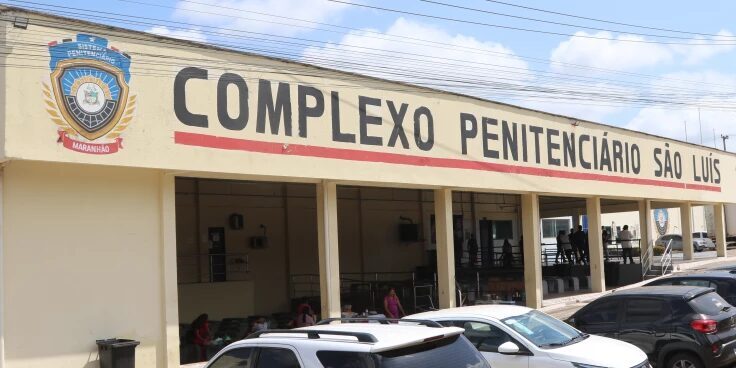 SISTEMA PENITENCIÁRIO
MARANHÃO
COMPLEXO PENITENCIÁRIO SÃO LUÍS